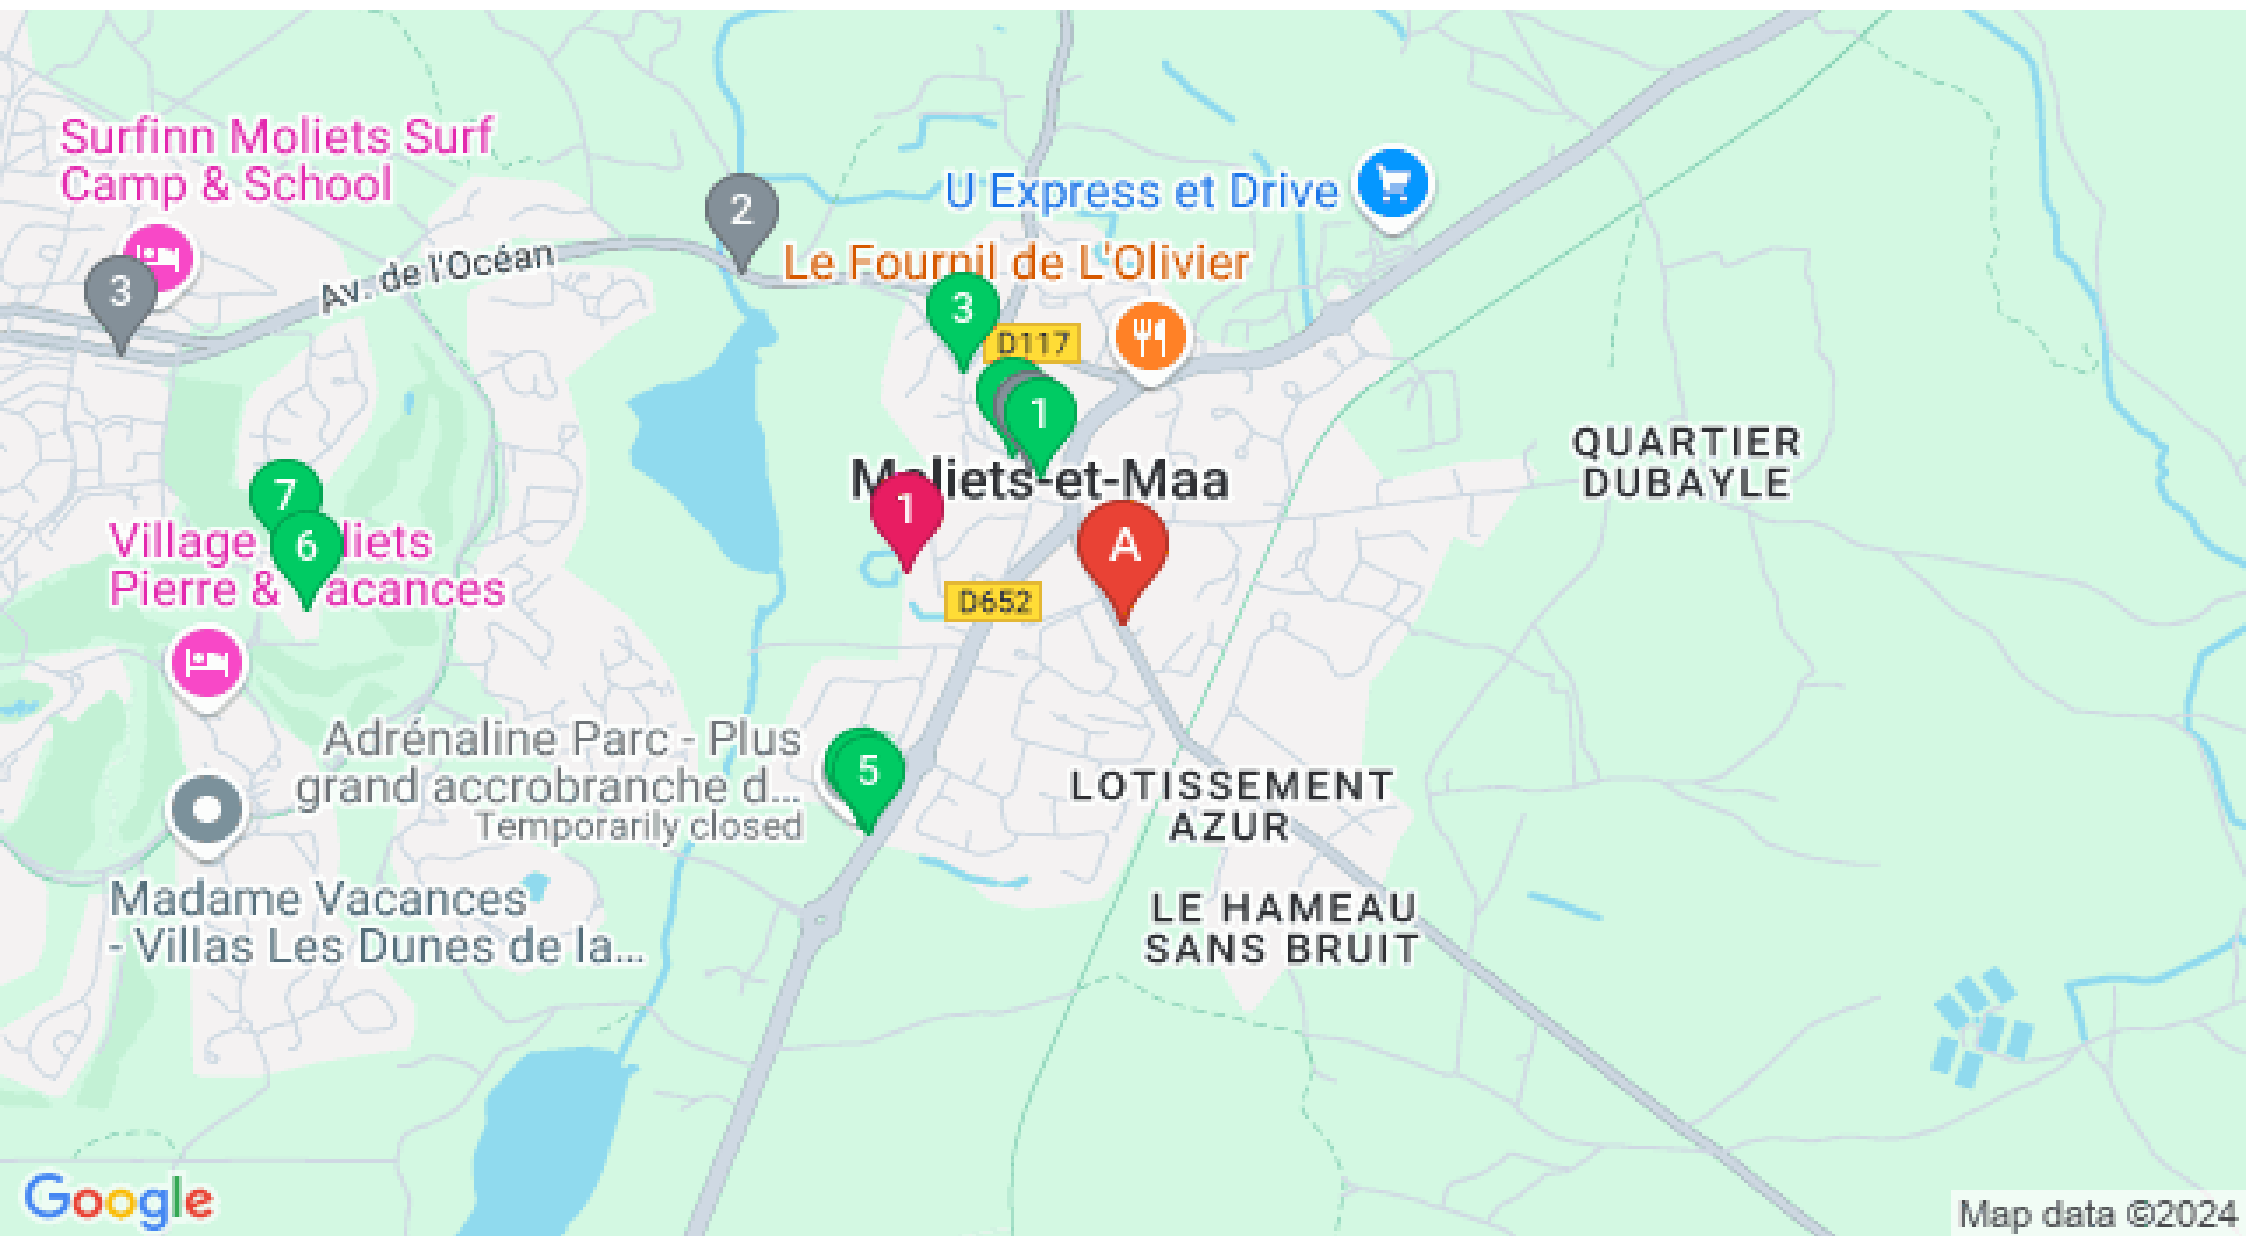 Surfinn Moliets Surf
Camp & School
2
U Express et Drive
Le Fournil de L'Olivier
Av. de l'Océan
3
3
D117
1
QUARTIER
DUBAYLE
Moliets-et-Maa
1
7
A
Village Moliets
6
Pierre & Vacances
D652
Adrénaline Parc - Plus
grand accrobranche d...
Temporarily closed
5
LOTISSEMENT
AZUR
Madame Vacances
- Villas Les Dunes de la...
LE HAMEAU
SANS BRUIT
Google
Map data ©2024